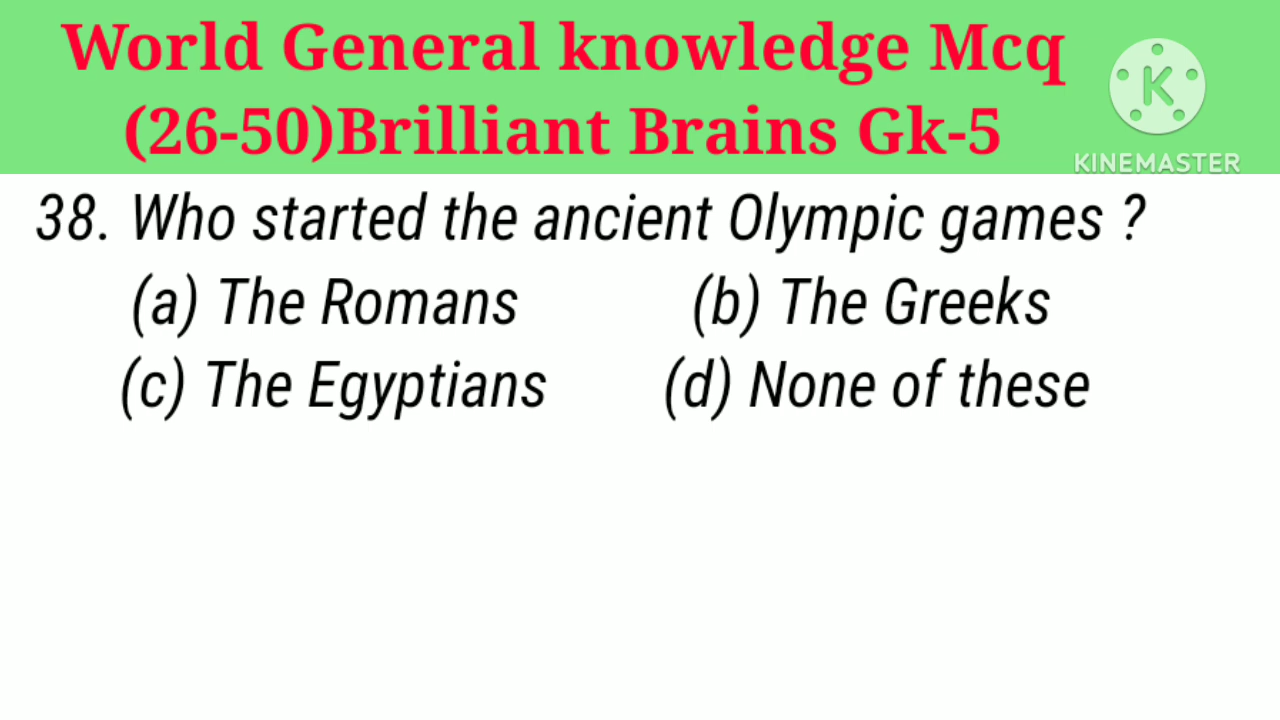 World General knowledge Mcq
(26-50)Brilliant Brains Gk-5
K
KINEMASTER
38. Who started the ancient Olympic games ?
(a) The Romans (b) The Greeks
(c) The Egyptians (d) None of these